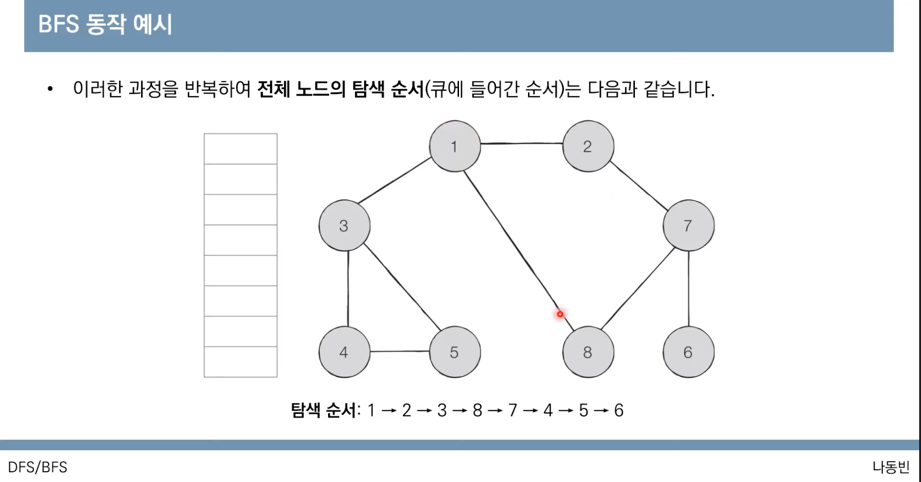 BFS 동작 예시
• 이러한 과정을 반복하여 전체 노드의 탐색 순서(큐에 들어간 순서)는 다음과 같습니다.
1
2
3
7
4
5
8
6
탐색 순서: 1 → 2 → 3 → 8 → 7 → 4 → 5 → 6
DFS/BFS
나동빈